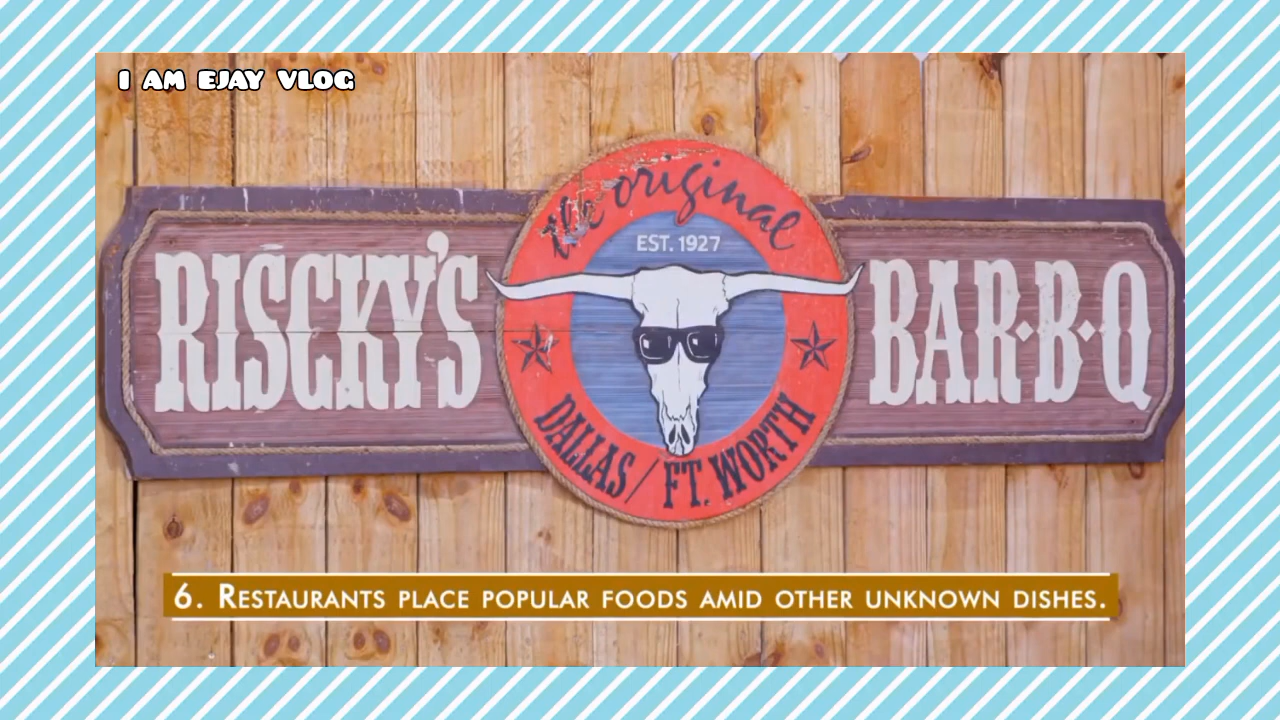 I AM EJAY VLOG
the original
EST. 1927
RISCKY'S
BAR·B·Q
DALLAS / FT. WORTH
6. RESTAURANTS PLACE POPULAR FOODS AMID OTHER UNKNOWN DISHES.